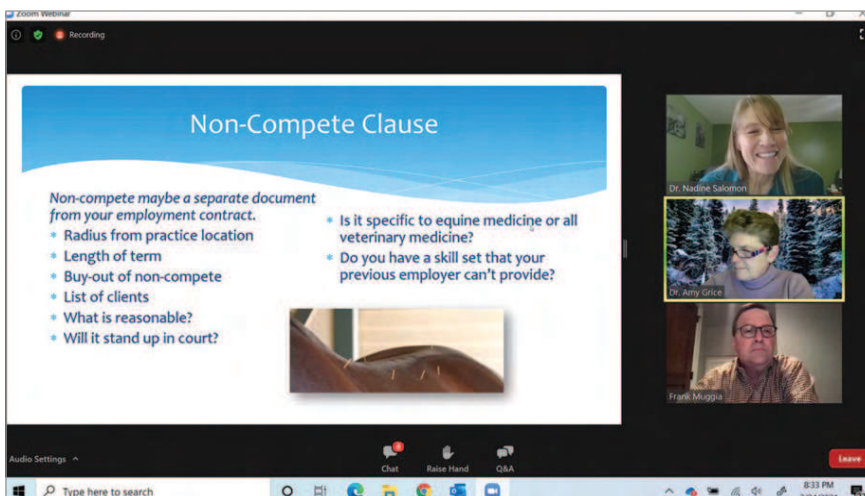 Zoom Webinar
Recording
Non-Compete Clause
Non-compete maybe a separate document
from your employment contract.
* Radius from practice location
* Length of term
* Buy-out of non-compete
* List of clients
* What is reasonable?
* Will it stand up in court?
* Is it specific to equine medicine or all
veterinary medicine?
* Do you have a skill set that your
previous employer can't provide?
Dr. Nadine Salomon
Dr. Amy Grice
Frank Muggia
Audio Settings
Chat
Raise Hand
Q&A
Leave
Type here to search
8:33 PM